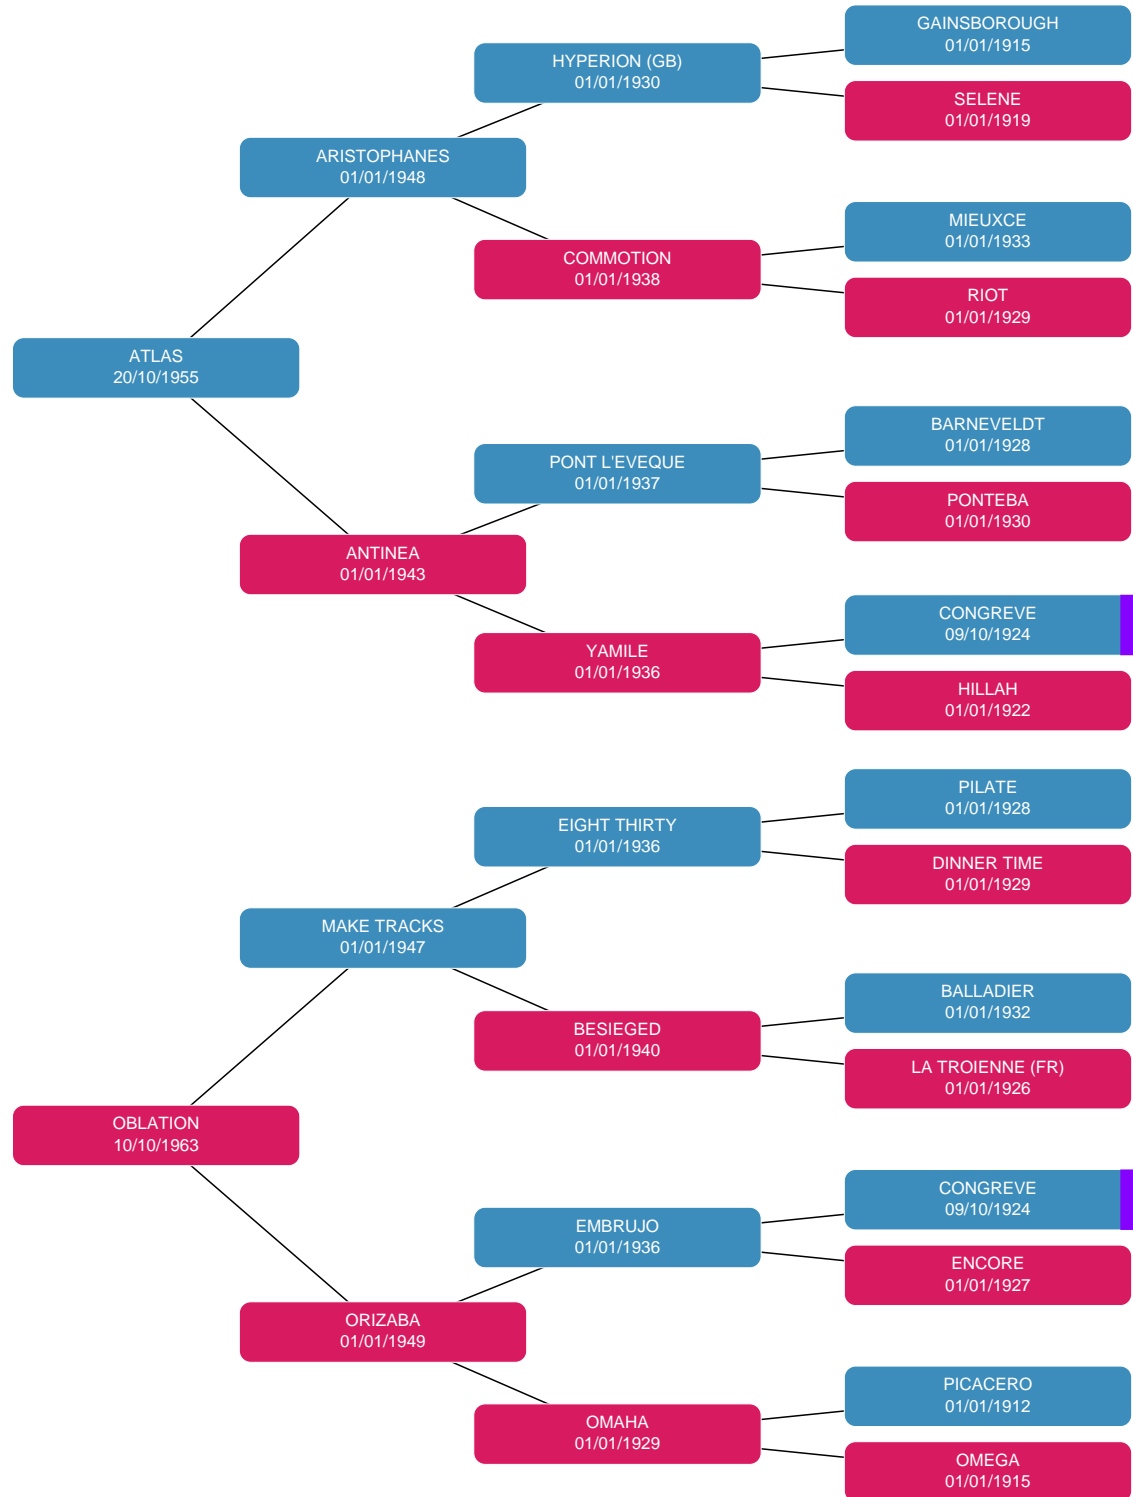 GAINSBOROUGH
01/01/1915
HYPERION (GB)
01/01/1930
SELENE
01/01/1919
ARISTOPHANES
01/01/1948
MIEUXCE
01/01/1933
COMMOTION
01/01/1938
RIOT
01/01/1929
ATLAS
20/10/1955
BARNEVELDT
01/01/1928
PONT L'EVEQUE
01/01/1937
PONTEBA
01/01/1930
ANTINEA
01/01/1943
CONGREVE
09/10/1924
YAMILE
01/01/1936
HILLAH
01/01/1922
PILATE
01/01/1928
EIGHT THIRTY
01/01/1936
DINNER TIME
01/01/1929
MAKE TRACKS
01/01/1947
BALLADIER
01/01/1932
BESIEGED
01/01/1940
LA TROIENNE (FR)
01/01/1926
OBLATION
10/10/1963
CONGREVE
09/10/1924
EMBRUJO
01/01/1936
ENCORE
01/01/1927
ORIZABA
01/01/1949
PICACERO
01/01/1912
OMAHA
01/01/1929
OMEGA
01/01/1915